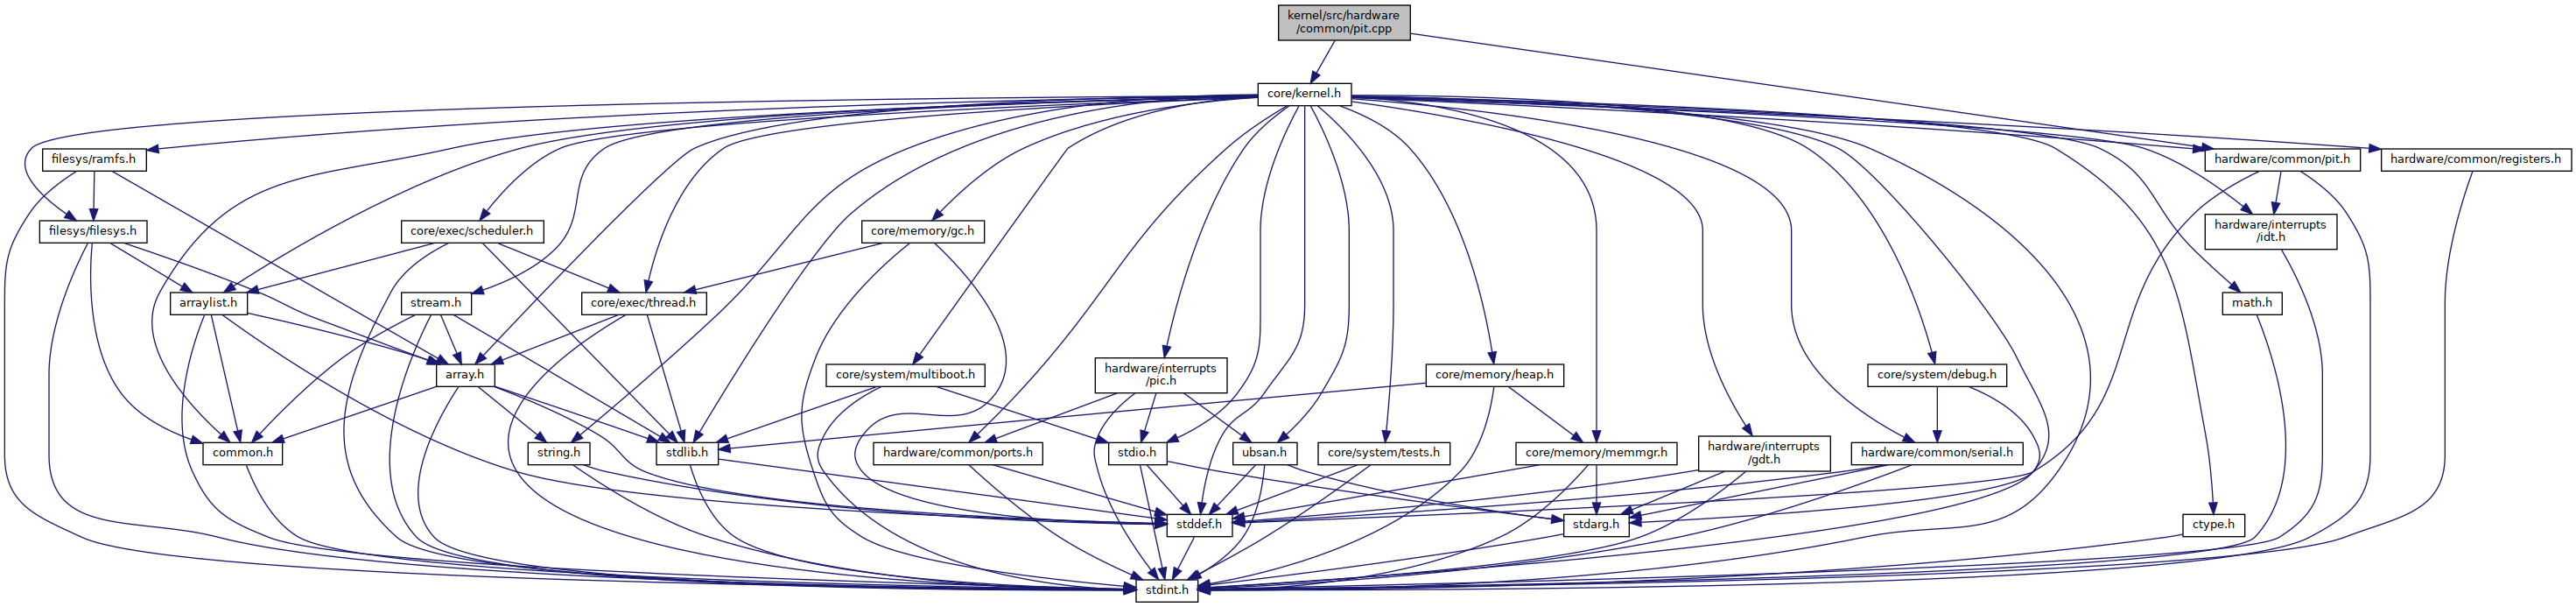 kernel/src/hardware
/common/pit.cpp
core/kernel.h
filesys/ramfs.h
hardware/common/pit.h
hardware/common/registers.h
filesys/filesys.h
core/exec/scheduler.h
core/memory/gc.h
hardware/interrupts
/idt.h
arraylist.h
stream.h
core/exec/thread.h
math.h
array.h
core/system/multiboot.h
hardware/interrupts
/pic.h
core/memory/heap.h
core/system/debug.h
common.h
string.h
stdlib.h
hardware/common/ports.h
stdio.h
ubsan.h
core/system/tests.h
core/memory/memmgr.h
hardware/interrupts
/gdt.h
hardware/common/serial.h
stddef.h
stdarg.h
ctype.h
stdint.h